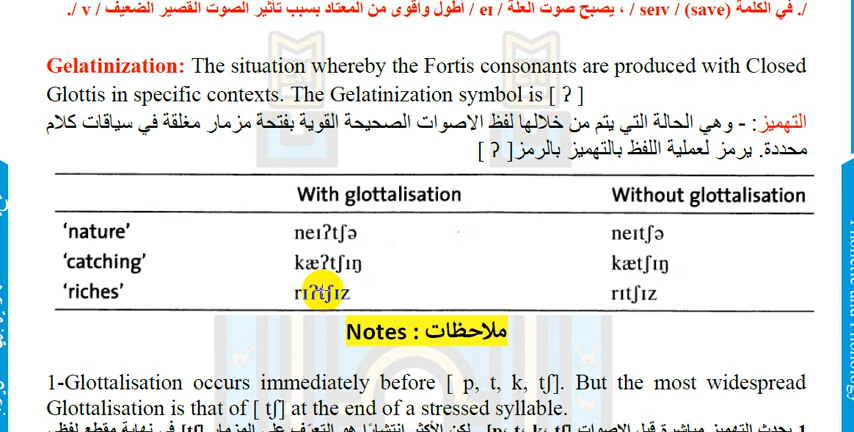 /. في الكلمة (save) / seɪv / ، يصبح صوت العلة / eɪ / أطول وأقوى من المعتاد بسبب تأثير الصوت القصير الضعيف / v /.
Gelatinization: The situation whereby the Fortis consonants are produced with Closed
Glottis in specific contexts. The Gelatinization symbol is [ ʔ ]
التهميز: - وهي الحالة التي يتم من خلالها لفظ الاصوات الصحيحة القوية بفتحة مزمار مغلقة في سياقات كلام
محددة. يرمز لعملية اللفظ بالتهميز بالرمز[ ʔ ]
With glottalisation Without glottalisation
‘nature’ neɪʔtʃə neɪtʃə
‘catching’ kæʔtʃɪŋ kætʃɪŋ
‘riches’ rɪʔtʃɪz rɪtʃɪz
ملاحظات : Notes
1-Glottalisation occurs immediately before [ p, t, k, tʃ]. But the most widespread
Glottalisation is that of [ tʃ] at the end of a stressed syllable.